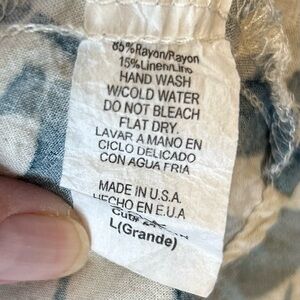 85%Rayon/Rayon
15%Linen/Lino
HAND WASH
W/COLD WATER
DO NOT BLEACH
FLAT DRY.
LAVAR A MANO EN
CICLO DELICADO
CON AGUA FRIA
MADE IN U.S.A.
HECHO EN E.U.A
L(Grande)